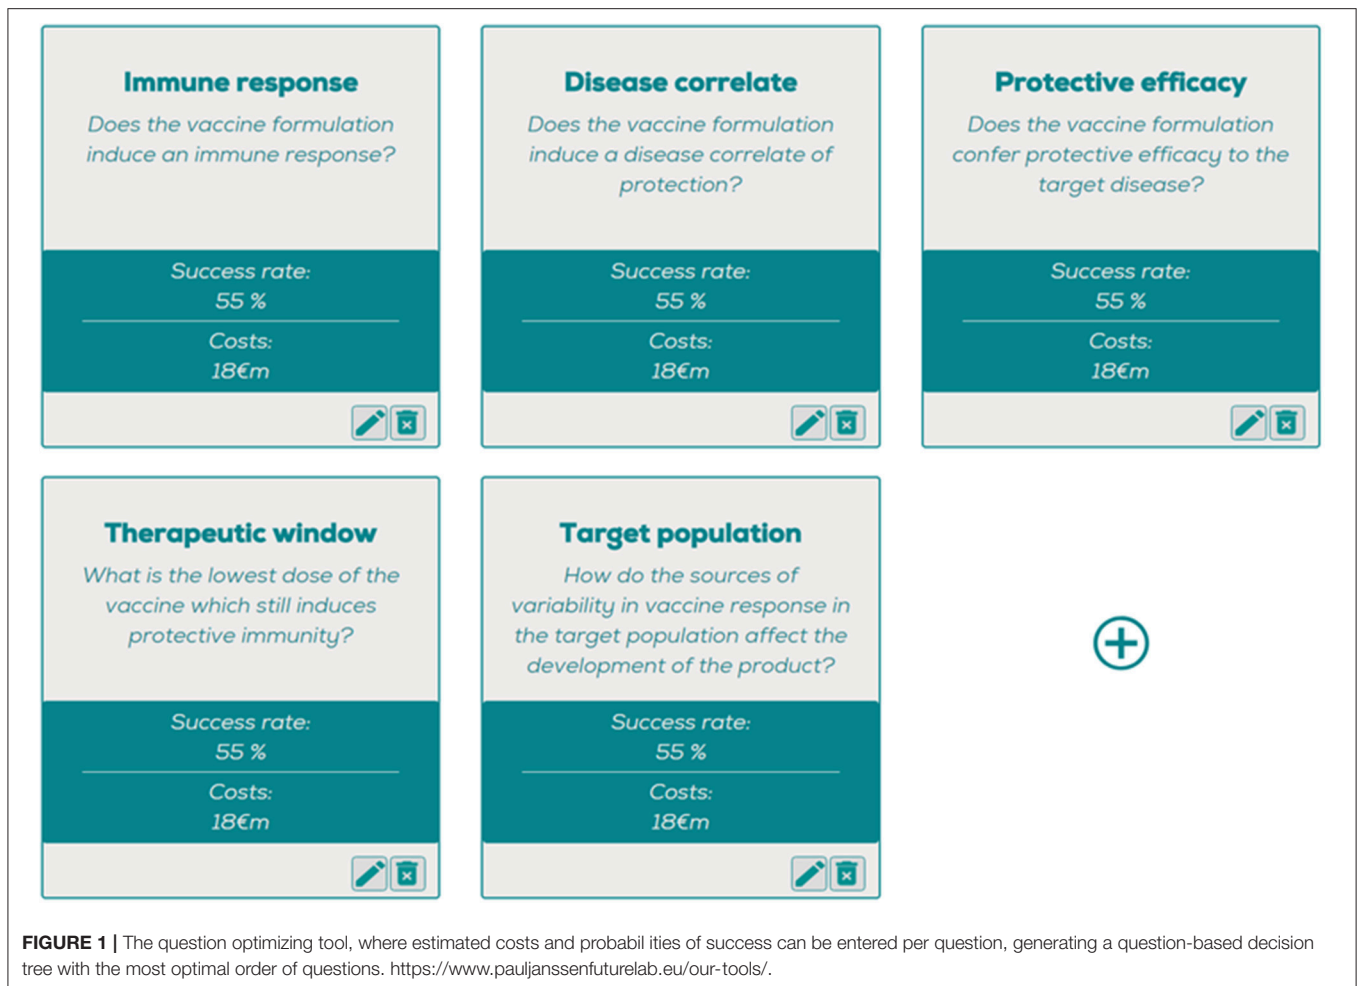 Immune response
Does the vaccine formulation
induce an immune response?
Success rate:
55 %
Costs:
18€m
Disease correlate
Does the vaccine formulation
induce a disease correlate of
protection?
Success rate:
55 %
Costs:
18€m
Protective efficacy
Does the vaccine formulation
confer protective efficacy to the
target disease?
Success rate:
55 %
Costs:
18€m
Therapeutic window
What is the lowest dose of the
vaccine which still induces
protective immunity?
Success rate:
55 %
Costs:
18€m
Target population
How do the sources of
variability in vaccine response in
the target population affect the
development of the product?
Success rate:
55 %
Costs:
18€m
FIGURE 1 | The question optimizing tool, where estimated costs and probabil ities of success can be entered per question, generating a question-based decision
tree with the most optimal order of questions. https://www.pauljanssenfuturelab.eu/our-tools/.